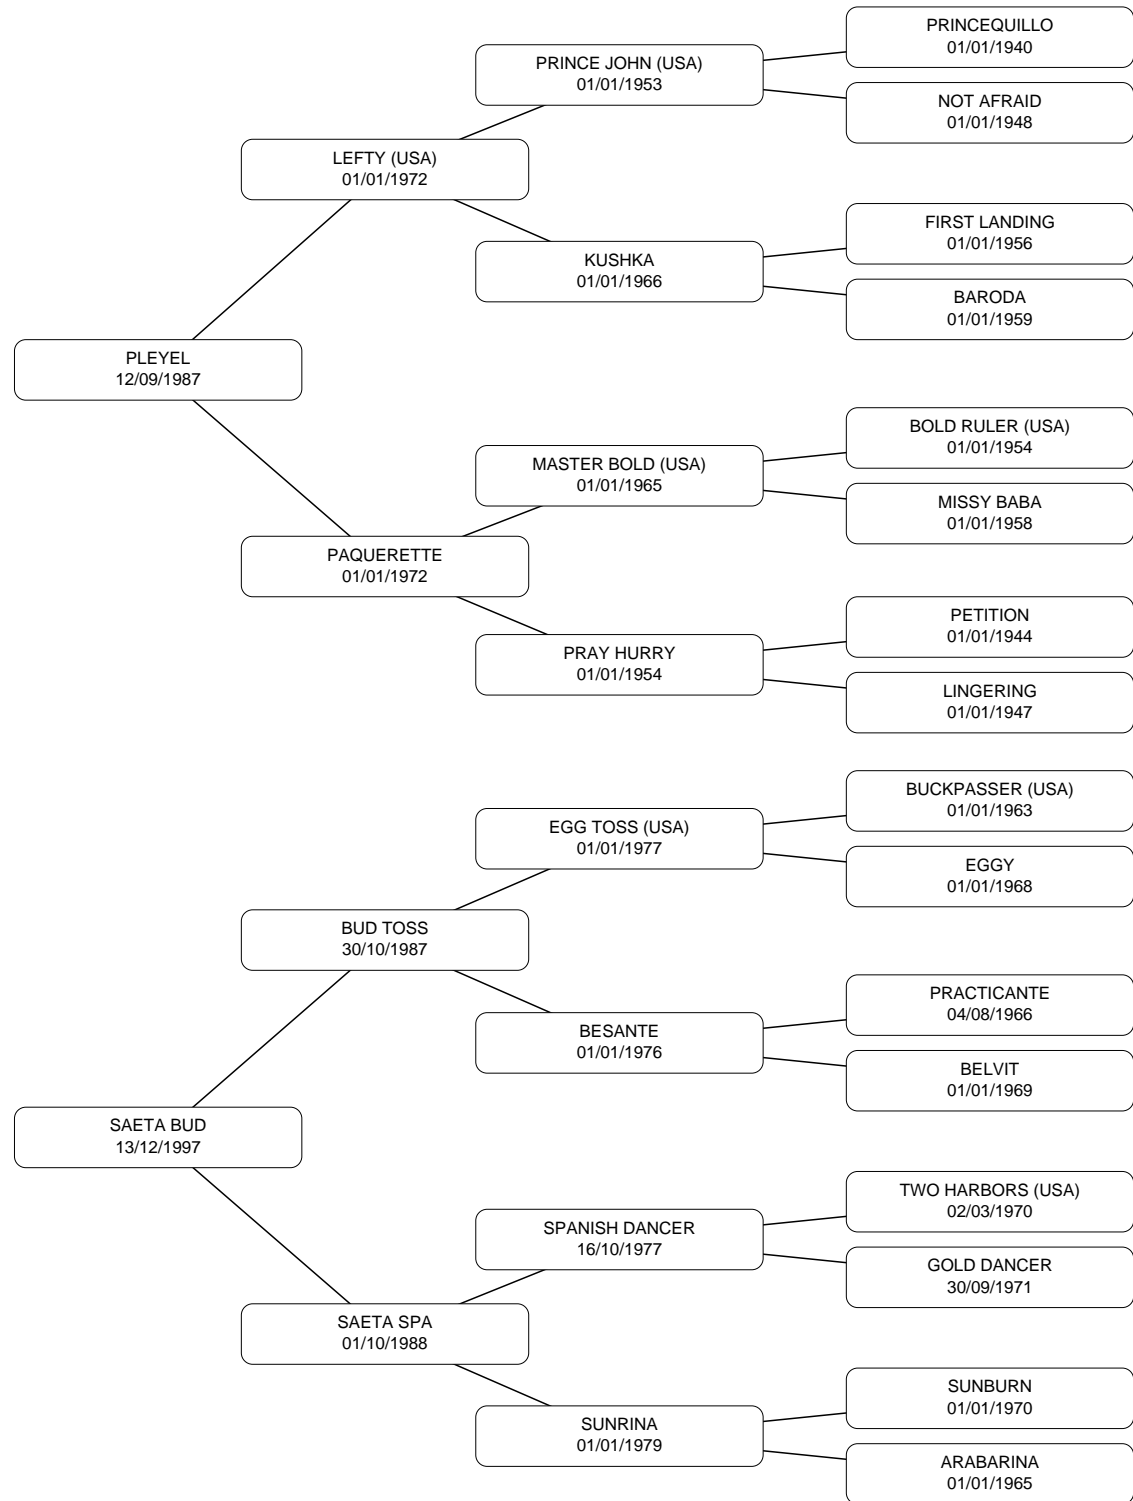 PRINCEQUILLO
01/01/1940
PRINCE JOHN (USA)
01/01/1953
NOT AFRAID
01/01/1948
LEFTY (USA)
01/01/1972
FIRST LANDING
01/01/1956
KUSHKA
01/01/1966
BARODA
01/01/1959
PLEYEL
12/09/1987
BOLD RULER (USA)
01/01/1954
MASTER BOLD (USA)
01/01/1965
MISSY BABA
01/01/1958
PAQUERETTE
01/01/1972
PETITION
01/01/1944
PRAY HURRY
01/01/1954
LINGERING
01/01/1947
BUCKPASSER (USA)
01/01/1963
EGG TOSS (USA)
01/01/1977
EGGY
01/01/1968
BUD TOSS
30/10/1987
PRACTICANTE
04/08/1966
BESANTE
01/01/1976
BELVIT
01/01/1969
SAETA BUD
13/12/1997
TWO HARBORS (USA)
02/03/1970
SPANISH DANCER
16/10/1977
GOLD DANCER
30/09/1971
SAETA SPA
01/10/1988
SUNBURN
01/01/1970
SUNRINA
01/01/1979
ARABARINA
01/01/1965